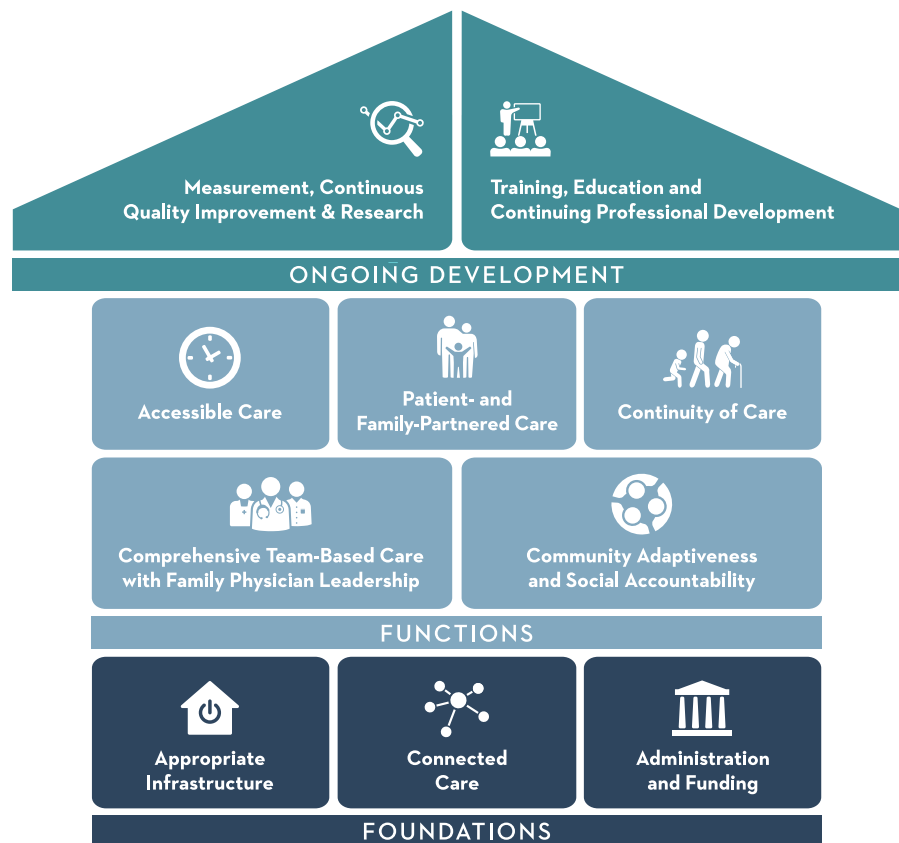 Measurement, Continuous
Quality Improvement & Research
Training, Education and
Continuing Professional Development
ONGOING DEVELOPMENT
Accessible Care
Patient- and
Family-Partnered Care
Continuity of Care
Comprehensive Team-Based Care
with Family Physician Leadership
Community Adaptiveness
and Social Accountability
FUNCTIONS
Appropriate
Infrastructure
Connected
Care
Administration
and Funding
FOUNDATIONS